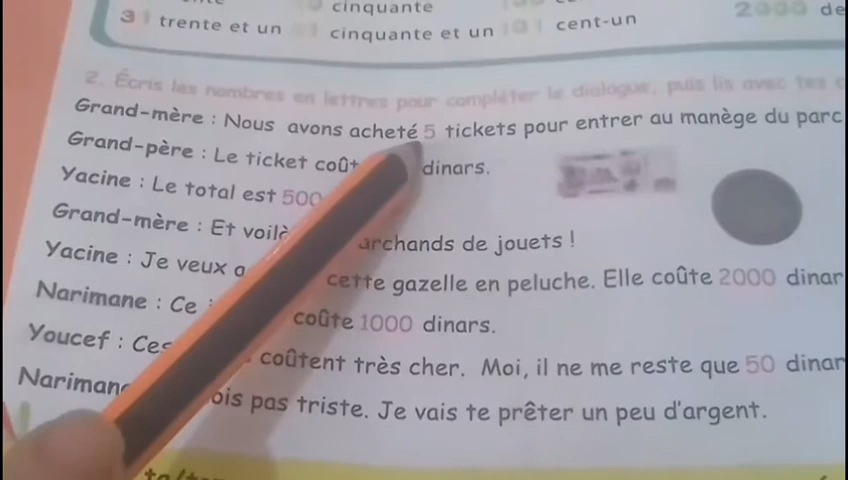 cinquante
31 trente et un cinquante et un 101 cent-un 2000 de
2. Écris les nombres en lettres pour compléter le dialogue, puis lis avec tes c
Grand-mère : Nous avons acheté 5 tickets pour entrer au manège du parc
Grand-père : Le ticket coût dinars.
Yacine : Le total est 500
Grand-mère : Et voilà archands de jouets !
Yacine : Je veux a cette gazelle en peluche. Elle coûte 2000 dinar
Narimane : Ce coûte 1000 dinars.
Youcef : Ces coûtent très cher. Moi, il ne me reste que 50 dinar
Narimane ois pas triste. Je vais te prêter un peu d'argent.